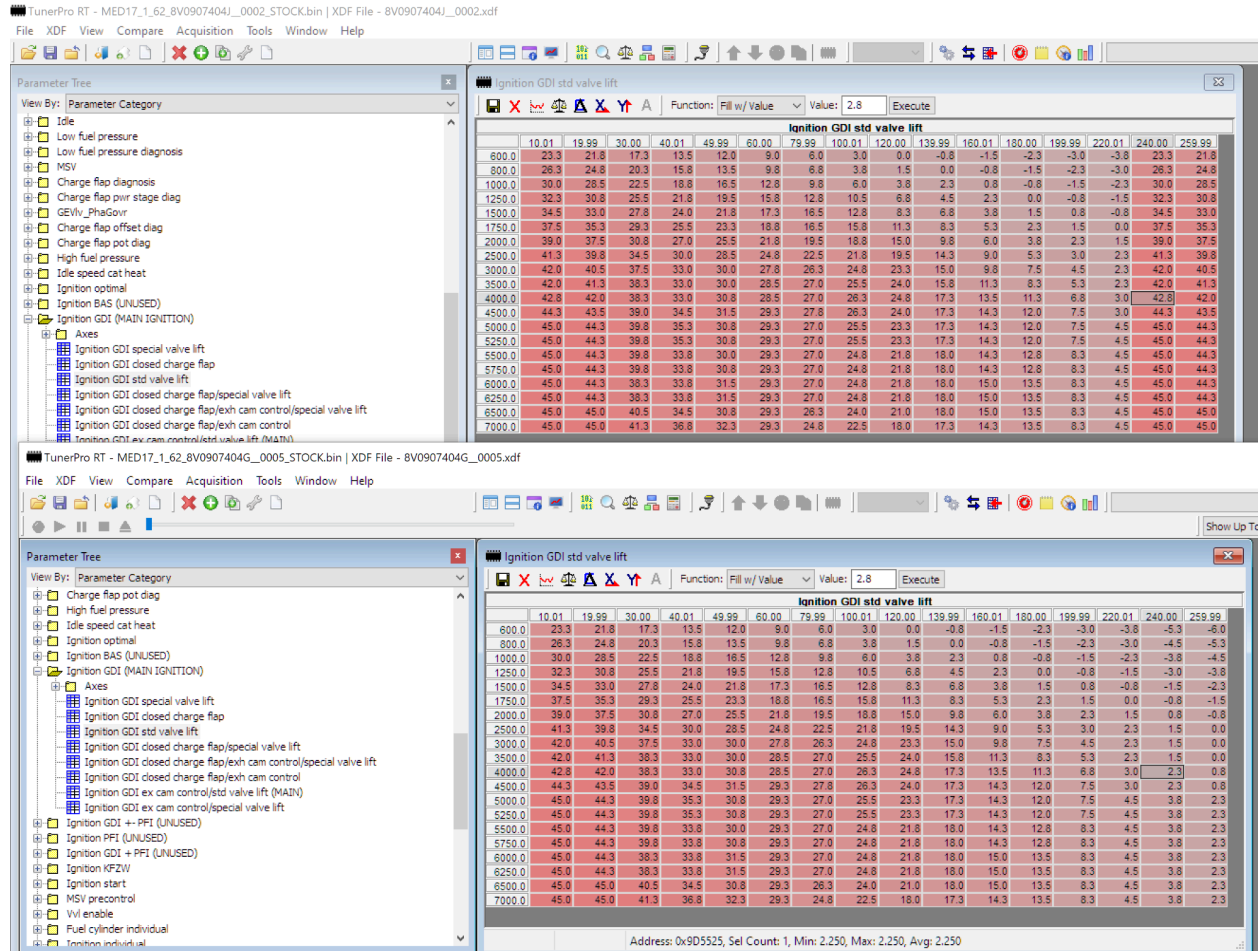 TunerPro RT - MED17_1_62_8V0907404J__0002_STOCK.bin | XDF File - 8V0907404J__0002.xdf
File XDF View Compare Acquisition Tools Window Help
Parameter Tree
View By: Parameter Category
Idle
Low fuel pressure
Low fuel pressure diagnosis
MSV
Charge flap diagnosis
Charge flap pwr stage diag
GEVlv_PhaGovr
Charge flap offset diag
Charge flap pot diag
High fuel pressure
Idle speed cat heat
Ignition optimal
Ignition BAS (UNUSED)
Ignition GDI (MAIN IGNITION)
Axes
Ignition GDI special valve lift
Ignition GDI closed charge flap
Ignition GDI std valve lift
Ignition GDI closed charge flap/special valve lift
Ignition GDI closed charge flap/exh cam control/special valve lift
Ignition GDI closed charge flap/exh cam control
Ignition GDI ex cam control/std valve lift (MAIN)
Ignition GDI std valve lift
Function: Fill w/ Value Value: 2.8 Execute
Ignition GDI std valve lift
10.01 19.99 30.00 40.01 49.99 60.00 79.99 100.01 120.00 139.99 160.01 180.00 199.99 220.01 240.00 259.99
600.0 23.3 21.8 17.3 13.5 12.0 9.0 6.0 3.0 0.0 -0.8 -1.5 -2.3 -3.0 -3.8 23.3 21.8
800.0 26.3 24.8 20.3 15.8 13.5 9.8 6.8 3.8 1.5 0.0 -0.8 -1.5 -2.3 -3.0 26.3 24.8
1000.0 30.0 28.5 22.5 18.8 16.5 12.8 9.8 6.0 3.8 2.3 0.8 -0.8 -1.5 -2.3 30.0 28.5
1250.0 32.3 30.8 25.5 21.8 19.5 15.8 12.8 10.5 6.8 4.5 2.3 0.0 -0.8 -1.5 32.3 30.8
1500.0 34.5 33.0 27.8 24.0 21.8 17.3 16.5 12.8 8.3 6.8 3.8 1.5 0.8 -0.8 34.5 33.0
1750.0 37.5 35.3 29.3 25.5 23.3 18.8 16.5 15.8 11.3 8.3 5.3 2.3 1.5 0.0 37.5 35.3
2000.0 39.0 37.5 30.8 27.0 25.5 21.8 19.5 18.8 15.0 9.8 6.0 3.8 2.3 1.5 39.0 37.5
2500.0 41.3 39.8 34.5 30.0 28.5 24.8 22.5 21.8 19.5 14.3 9.0 5.3 3.0 2.3 41.3 39.8
3000.0 42.0 40.5 37.5 33.0 30.0 27.8 26.3 24.8 23.3 15.0 9.8 7.5 4.5 2.3 42.0 40.5
3500.0 42.0 41.3 38.3 33.0 30.0 28.5 27.0 25.5 24.0 15.8 11.3 8.3 5.3 2.3 42.0 41.3
4000.0 42.8 42.0 38.3 33.0 30.8 28.5 27.0 26.3 24.8 17.3 13.5 11.3 6.8 3.0 42.8 42.0
4500.0 44.3 43.5 39.0 34.5 31.5 29.3 27.8 26.3 24.0 17.3 14.3 12.0 7.5 3.0 44.3 43.5
5000.0 45.0 44.3 39.8 35.3 30.8 29.3 27.0 25.5 23.3 17.3 14.3 12.0 7.5 4.5 45.0 44.3
5250.0 45.0 44.3 39.8 35.3 30.8 29.3 27.0 25.5 23.3 17.3 14.3 12.0 7.5 4.5 45.0 44.3
5500.0 45.0 44.3 39.8 33.8 30.0 29.3 27.0 24.8 21.8 18.0 14.3 12.8 8.3 4.5 45.0 44.3
5750.0 45.0 44.3 39.8 33.8 30.8 29.3 27.0 24.8 21.8 18.0 14.3 12.8 8.3 4.5 45.0 44.3
6000.0 45.0 44.3 38.3 33.8 31.5 29.3 27.0 24.8 21.8 18.0 15.0 13.5 8.3 4.5 45.0 44.3
6250.0 45.0 44.3 38.3 33.8 31.5 29.3 27.0 24.8 21.8 18.0 15.0 13.5 8.3 4.5 45.0 44.3
6500.0 45.0 45.0 40.5 34.5 30.8 29.3 26.3 24.0 21.0 18.0 15.0 13.5 8.3 4.5 45.0 45.0
7000.0 45.0 45.0 41.3 36.8 32.3 29.3 24.8 22.5 18.0 17.3 14.3 13.5 8.3 4.5 45.0 45.0
TunerPro RT - MED17_1_62_8V0907404G__0005_STOCK.bin | XDF File - 8V0907404G__0005.xdf
File XDF View Compare Acquisition Tools Window Help
Show Up To
Parameter Tree
View By: Parameter Category
Charge flap pot diag
High fuel pressure
Idle speed cat heat
Ignition optimal
Ignition BAS (UNUSED)
Ignition GDI (MAIN IGNITION)
Axes
Ignition GDI special valve lift
Ignition GDI closed charge flap
Ignition GDI std valve lift
Ignition GDI closed charge flap/special valve lift
Ignition GDI closed charge flap/exh cam control/special valve lift
Ignition GDI closed charge flap/exh cam control
Ignition GDI ex cam control/std valve lift (MAIN)
Ignition GDI ex cam control/special valve lift
Ignition GDI +- PFI (UNUSED)
Ignition PFI (UNUSED)
Ignition GDI + PFI (UNUSED)
Ignition KFZW
Ignition start
MSV precontrol
Vvl enable
Fuel cylinder individual
Ignition individual
Ignition GDI std valve lift
Function: Fill w/ Value Value: 2.8 Execute
Ignition GDI std valve lift
10.01 19.99 30.00 40.01 49.99 60.00 79.99 100.01 120.00 139.99 160.01 180.00 199.99 220.01 240.00 259.99
600.0 23.3 21.8 17.3 13.5 12.0 9.0 6.0 3.0 0.0 -0.8 -1.5 -2.3 -3.0 -3.8 -5.3 -6.0
800.0 26.3 24.8 20.3 15.8 13.5 9.8 6.8 3.8 1.5 0.0 -0.8 -1.5 -2.3 -3.0 -4.5 -5.3
1000.0 30.0 28.5 22.5 18.8 16.5 12.8 9.8 6.0 3.8 2.3 0.8 -0.8 -1.5 -2.3 -3.8 -4.5
1250.0 32.3 30.8 25.5 21.8 19.5 15.8 12.8 10.5 6.8 4.5 2.3 0.0 -0.8 -1.5 -3.0 -3.8
1500.0 34.5 33.0 27.8 24.0 21.8 17.3 16.5 12.8 8.3 6.8 3.8 1.5 0.8 -0.8 -1.5 -2.3
1750.0 37.5 35.3 29.3 25.5 23.3 18.8 16.5 15.8 11.3 8.3 5.3 2.3 1.5 0.0 -0.8 -1.5
2000.0 39.0 37.5 30.8 27.0 25.5 21.8 19.5 18.8 15.0 9.8 6.0 3.8 2.3 1.5 0.8 -0.8
2500.0 41.3 39.8 34.5 30.0 28.5 24.8 22.5 21.8 19.5 14.3 9.0 5.3 3.0 2.3 1.5 0.0
3000.0 42.0 40.5 37.5 33.0 30.0 27.8 26.3 24.8 23.3 15.0 9.8 7.5 4.5 2.3 1.5 0.0
3500.0 42.0 41.3 38.3 33.0 30.0 28.5 27.0 25.5 24.0 15.8 11.3 8.3 5.3 2.3 1.5 0.0
4000.0 42.8 42.0 38.3 33.0 30.8 28.5 27.0 26.3 24.8 17.3 13.5 11.3 6.8 3.0 2.3 0.8
4500.0 44.3 43.5 39.0 34.5 31.5 29.3 27.8 26.3 24.0 17.3 14.3 12.0 7.5 3.0 2.3 0.8
5000.0 45.0 44.3 39.8 35.3 30.8 29.3 27.0 25.5 23.3 17.3 14.3 12.0 7.5 4.5 3.8 2.3
5250.0 45.0 44.3 39.8 35.3 30.8 29.3 27.0 25.5 23.3 17.3 14.3 12.0 7.5 4.5 3.8 2.3
5500.0 45.0 44.3 39.8 33.8 30.0 29.3 27.0 24.8 21.8 18.0 14.3 12.8 8.3 4.5 3.8 2.3
5750.0 45.0 44.3 39.8 33.8 30.8 29.3 27.0 24.8 21.8 18.0 14.3 12.8 8.3 4.5 3.8 2.3
6000.0 45.0 44.3 38.3 33.8 31.5 29.3 27.0 24.8 21.8 18.0 15.0 13.5 8.3 4.5 3.8 2.3
6250.0 45.0 44.3 38.3 33.8 31.5 29.3 27.0 24.8 21.8 18.0 15.0 13.5 8.3 4.5 3.8 2.3
6500.0 45.0 45.0 40.5 34.5 30.8 29.3 26.3 24.0 21.0 18.0 15.0 13.5 8.3 4.5 3.8 2.3
7000.0 45.0 45.0 41.3 36.8 32.3 29.3 24.8 22.5 18.0 17.3 14.3 13.5 8.3 4.5 3.8 2.3
Address: 0x9D5525, Sel Count: 1, Min: 2.250, Max: 2.250, Avg: 2.250